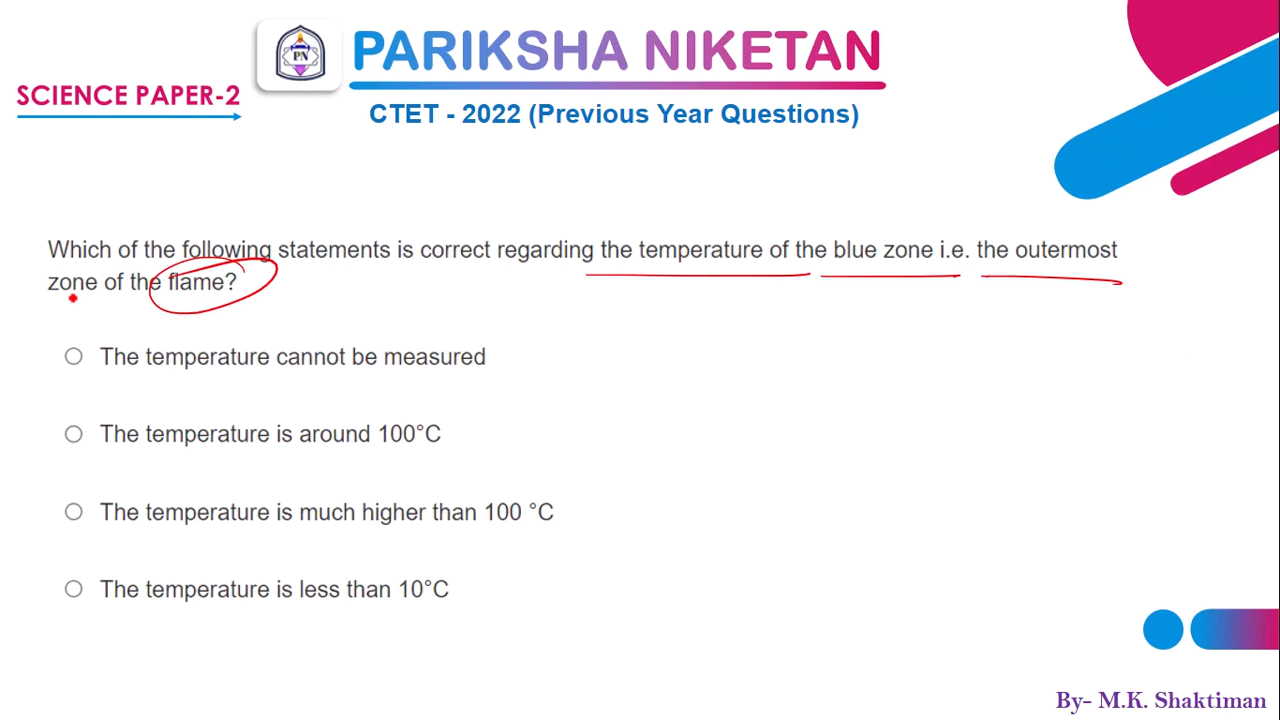 PN
PARIKSHA NIKETAN
SCIENCE PAPER-2
CTET - 2022 (Previous Year Questions)
Which of the following statements is correct regarding the temperature of the blue zone i.e. the outermost
zone of the flame?
The temperature cannot be measured
The temperature is around 100°C
The temperature is much higher than 100 °C
The temperature is less than 10°C
By- M.K. Shaktiman